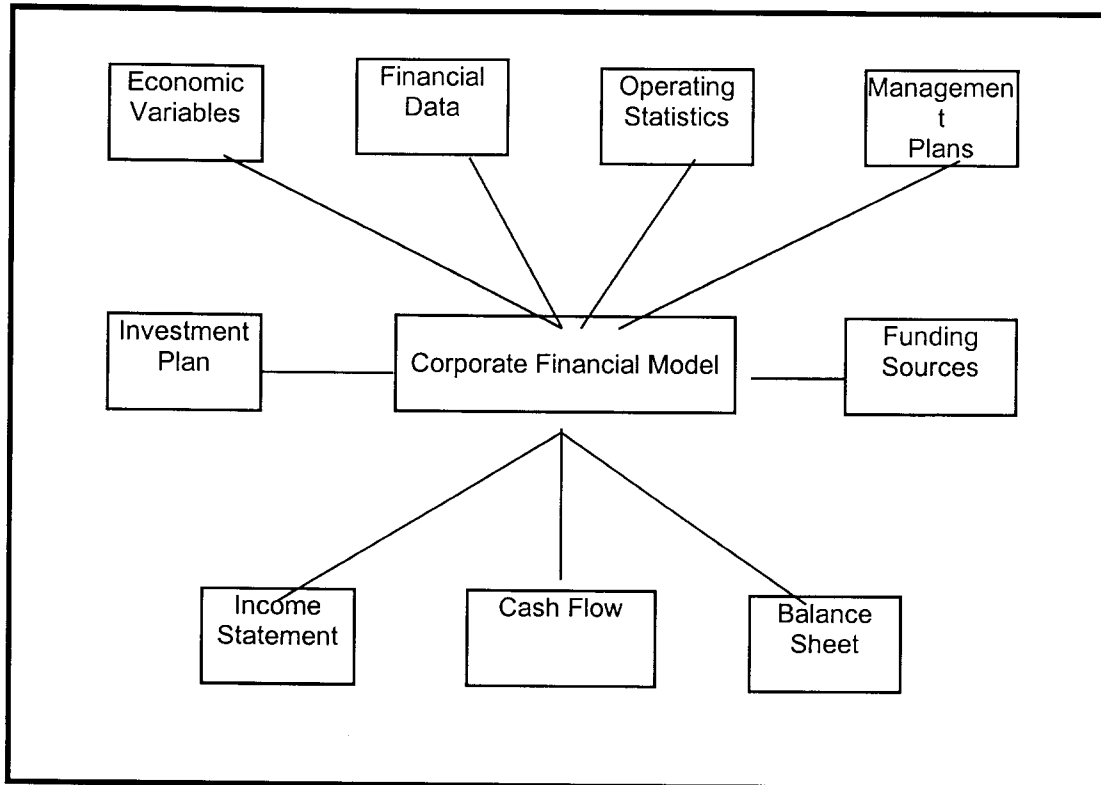 Economic
Variables
Financial
Data
Operating
Statistics
Managemen
t
Plans
Investment
Plan
Corporate Financial Model
Funding
Sources
Income
Statement
Cash Flow
Balance
Sheet